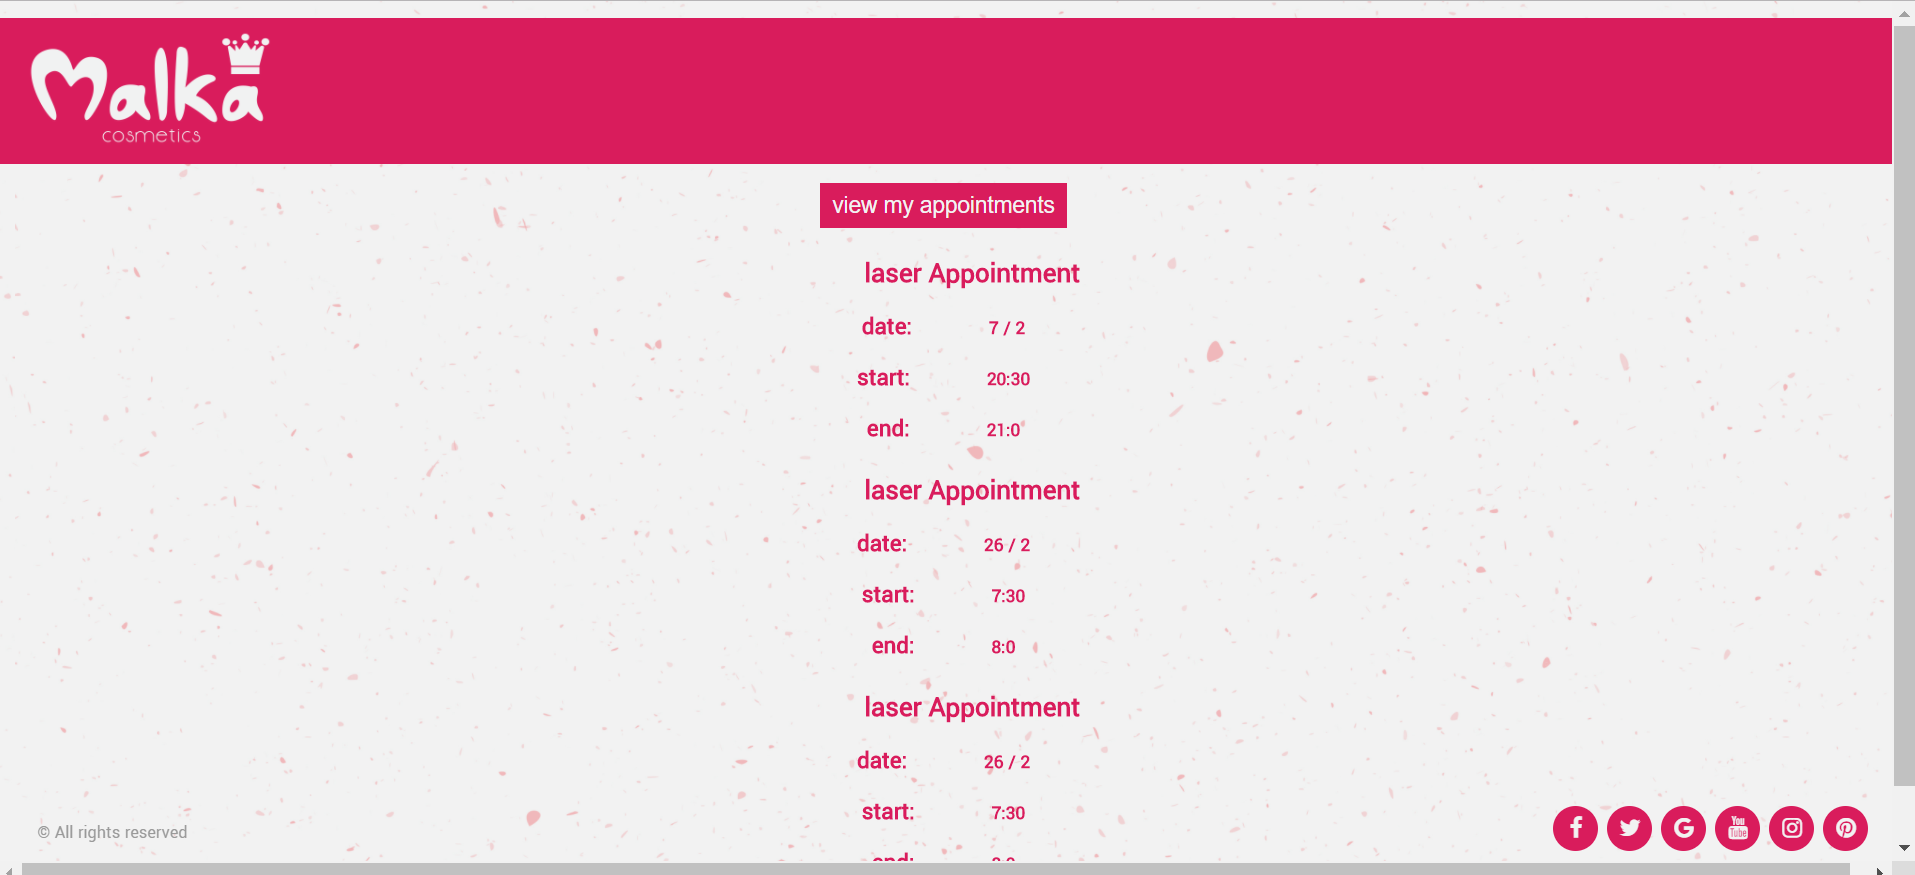 Malka
cosmetics
view my appointments
laser Appointment
date: 7 / 2
start: 20:30
end: 21:0
laser Appointment
date: 26 / 2
start: 7:30
end: 8:0
laser Appointment
date: 26 / 2
start: 7:30
© All rights reserved
You
Tube